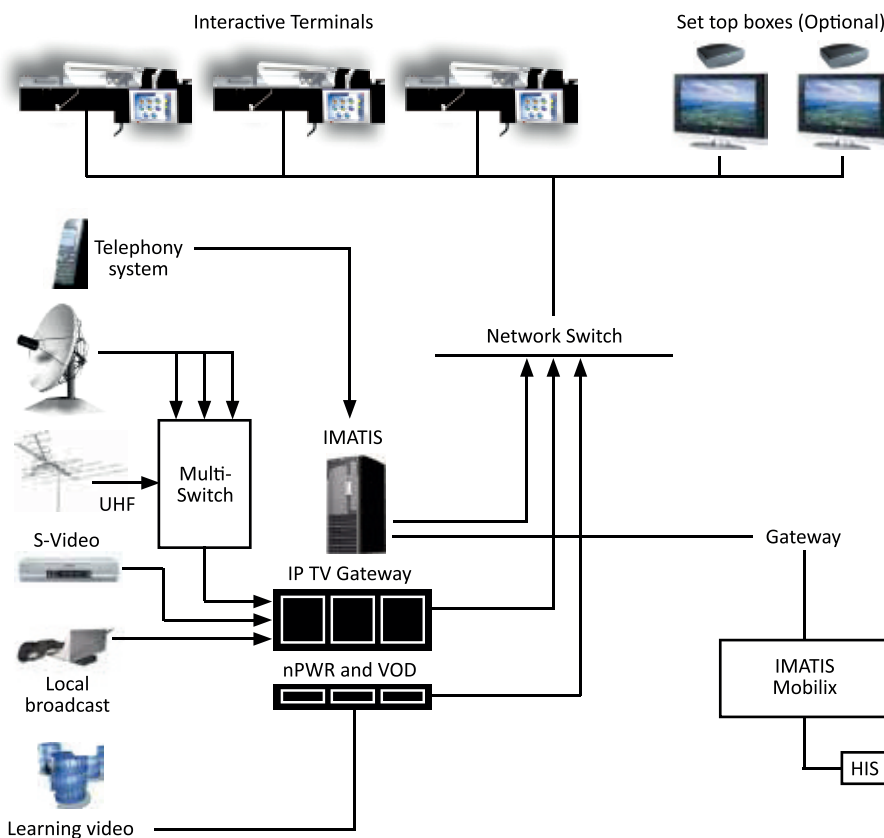 Interactive Terminals
Set top boxes (Optional)
Telephony
system
Network Switch
IMATIS
Multi-
Switch
UHF
S-Video
Gateway
IP TV Gateway
Local
broadcast
nPWR and VOD
IMATIS
Mobilix
HIS
Learning video